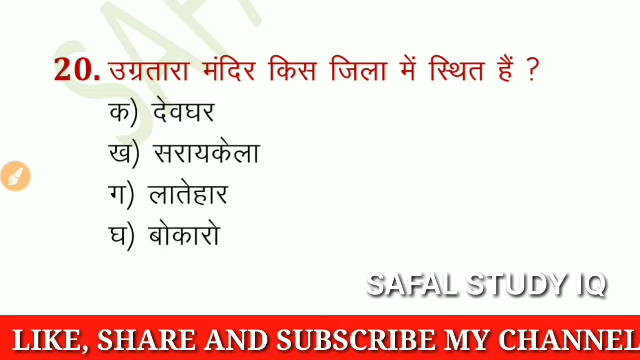 20. उग्रतारा मंदिर किस जिला में स्थित हैं ?
क) देवघर
ख) सरायकेला
ग) लातेहार
घ) बोकारो
SAFAL STUDY IQ
LIKE, SHARE AND SUBSCRIBE MY CHANNEL